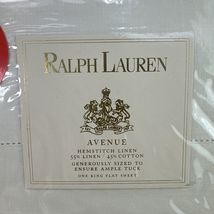 RALPH LAUREN
AVENUE
HEMSTITCH LINEN
55% LINEN / 45% COTTON
GENEROUSLY SIZED TO
ENSURE AMPLE TUCK
ONE KING FLAT SHEET